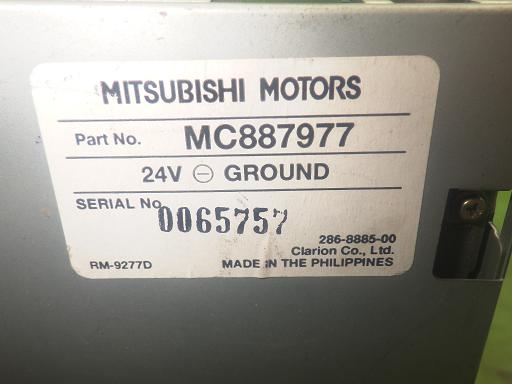 MITSUBISHI MOTORS
Part No. MC887977
24V ⊖ GROUND
SERIAL No. 0065757
286-8885-00
Clarion Co., Ltd.
RM-9277D MADE IN THE PHILIPPINES